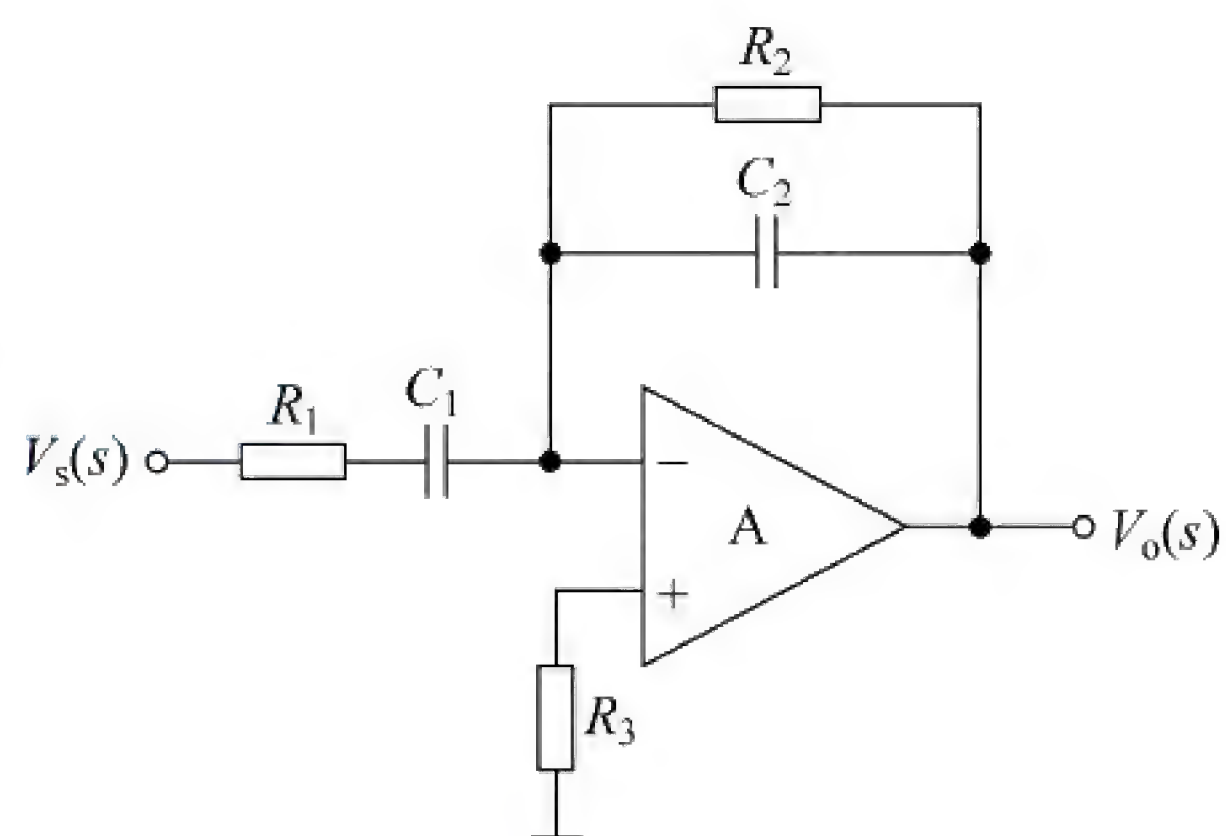 R₂
C₂
R₁
C₁
Vₛ(s)
−
A
Vₒ(s)
+
R₃